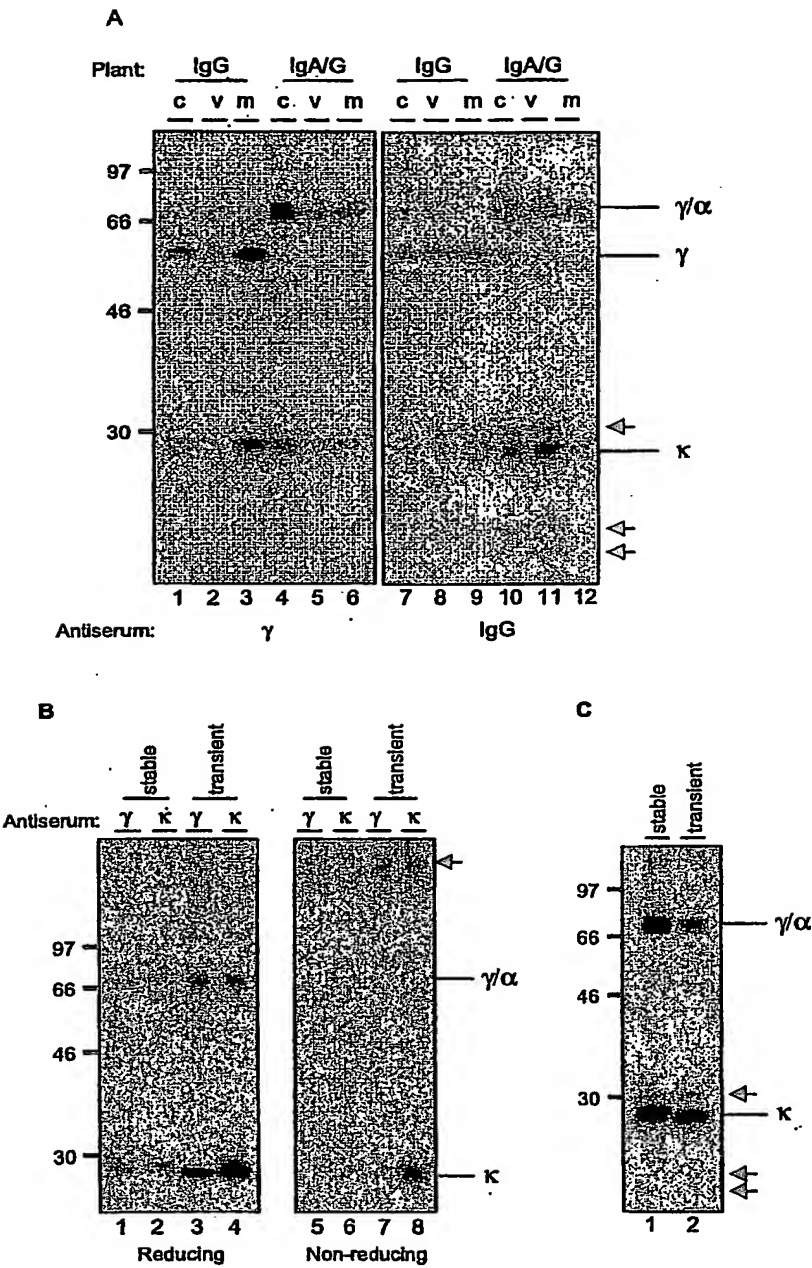 A
Plant: IgG IgA/G IgG IgA/G
c v m c v m c v m c v m
97
66
46
30
γ/α
γ
κ
1 2 3 4 5 6 7 8 9 10 11 12
Antiserum: γ IgG
B
stable transient stable transient
Antiserum: γ κ γ κ γ κ γ κ
97
66
46
30
γ/α
κ
1 2 3 4 5 6 7 8
Reducing Non-reducing
C
stable transient
97
66
46
30
γ/α
κ
1 2